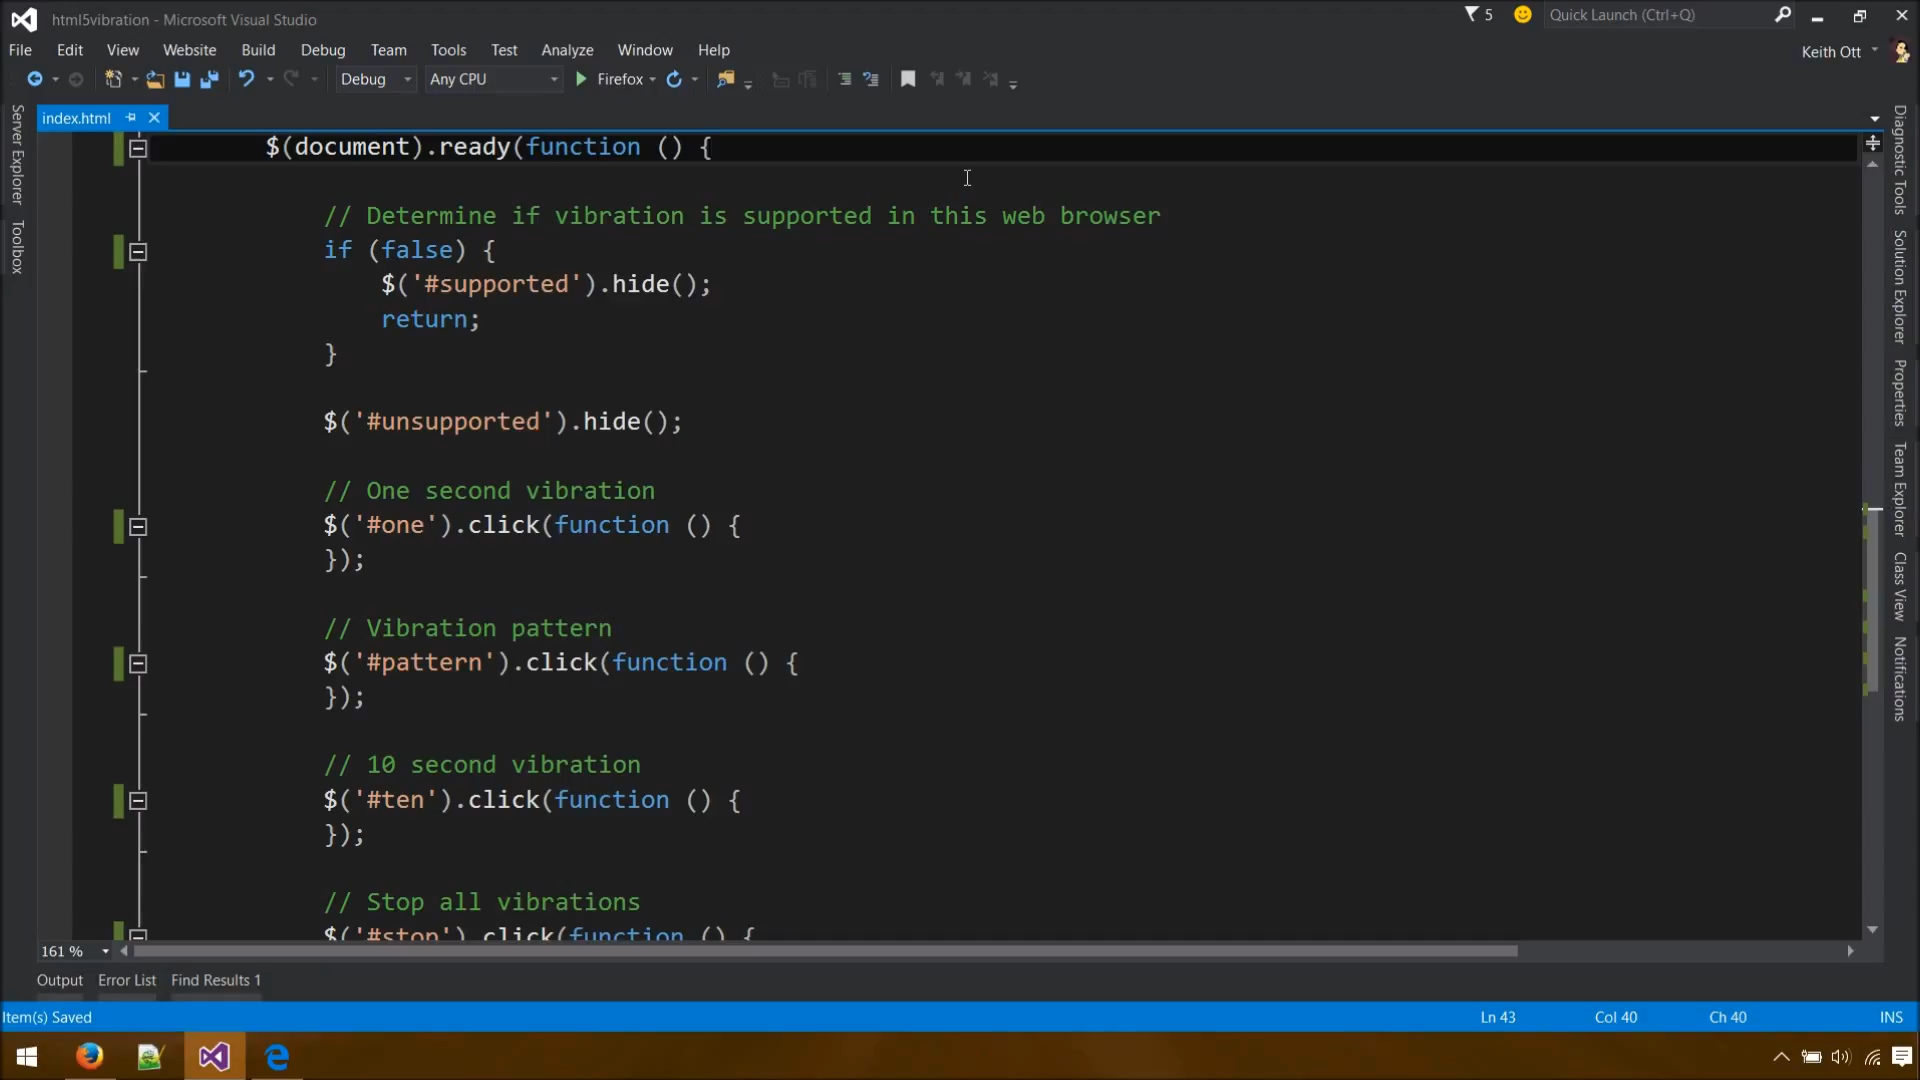 html5vibration - Microsoft Visual Studio
5
Quick Launch (Ctrl+Q)
File Edit View Website Build Debug Team Tools Test Analyze Window Help
Keith Ott
Debug Any CPU Firefox
index.html
Server Explorer
Toolbox
$(document).ready(function () {
// Determine if vibration is supported in this web browser
if (false) {
$('#supported').hide();
return;
}
$('#unsupported').hide();
// One second vibration
$('#one').click(function () {
});
// Vibration pattern
$('#pattern').click(function () {
});
// 10 second vibration
$('#ten').click(function () {
});
// Stop all vibrations
$('#stop').click(function () {
Diagnostic Tools
Solution Explorer
Properties
Team Explorer
Class View
Notifications
161 %
Output Error List Find Results 1
Item(s) Saved Ln 43 Col 40 Ch 40 INS